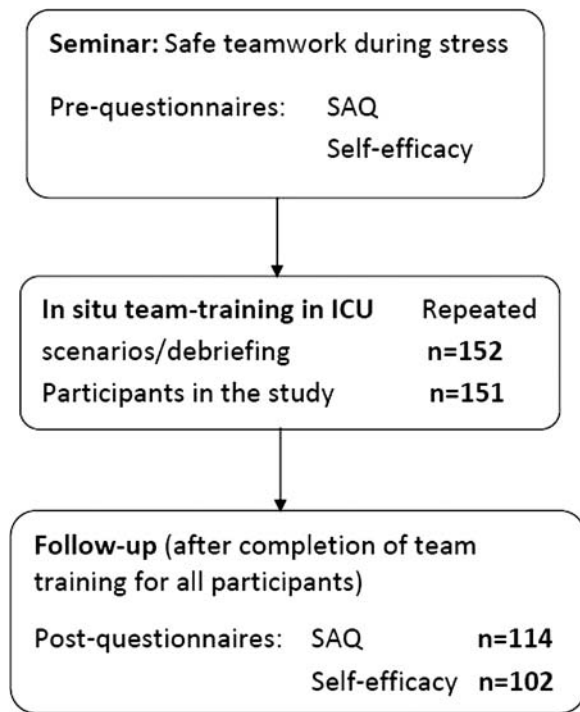 Seminar: Safe teamwork during stress
Pre-questionnaires: SAQ
Self-efficacy
In situ team-training in ICU Repeated
scenarios/debriefing n=152
Participants in the study n=151
Follow-up (after completion of team
training for all participants)
Post-questionnaires: SAQ n=114
Self-efficacy n=102